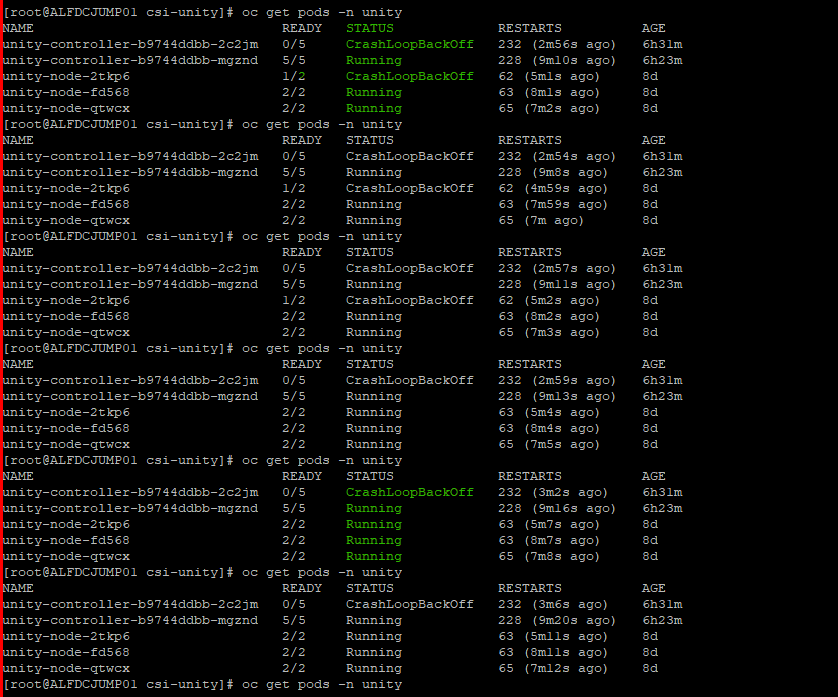 [root@ALFDCJUMP01 csi-unity]# oc get pods -n unity
NAME READY STATUS RESTARTS AGE
unity-controller-b9744ddbb-2c2jm 0/5 CrashLoopBackOff 232 (2m56s ago) 6h31m
unity-controller-b9744ddbb-mgznd 5/5 Running 228 (9m10s ago) 6h23m
unity-node-2tkp6 1/2 CrashLoopBackOff 62 (5m1s ago) 8d
unity-node-fd568 2/2 Running 63 (8m1s ago) 8d
unity-node-qtwcx 2/2 Running 65 (7m2s ago) 8d
[root@ALFDCJUMP01 csi-unity]# oc get pods -n unity
NAME READY STATUS RESTARTS AGE
unity-controller-b9744ddbb-2c2jm 0/5 CrashLoopBackOff 232 (2m54s ago) 6h31m
unity-controller-b9744ddbb-mgznd 5/5 Running 228 (9m8s ago) 6h23m
unity-node-2tkp6 1/2 CrashLoopBackOff 62 (4m59s ago) 8d
unity-node-fd568 2/2 Running 63 (7m59s ago) 8d
unity-node-qtwcx 2/2 Running 65 (7m ago) 8d
[root@ALFDCJUMP01 csi-unity]# oc get pods -n unity
NAME READY STATUS RESTARTS AGE
unity-controller-b9744ddbb-2c2jm 0/5 CrashLoopBackOff 232 (2m57s ago) 6h31m
unity-controller-b9744ddbb-mgznd 5/5 Running 228 (9m11s ago) 6h23m
unity-node-2tkp6 1/2 CrashLoopBackOff 62 (5m2s ago) 8d
unity-node-fd568 2/2 Running 63 (8m2s ago) 8d
unity-node-qtwcx 2/2 Running 65 (7m3s ago) 8d
[root@ALFDCJUMP01 csi-unity]# oc get pods -n unity
NAME READY STATUS RESTARTS AGE
unity-controller-b9744ddbb-2c2jm 0/5 CrashLoopBackOff 232 (2m59s ago) 6h31m
unity-controller-b9744ddbb-mgznd 5/5 Running 228 (9m13s ago) 6h23m
unity-node-2tkp6 2/2 Running 63 (5m4s ago) 8d
unity-node-fd568 2/2 Running 63 (8m4s ago) 8d
unity-node-qtwcx 2/2 Running 65 (7m5s ago) 8d
[root@ALFDCJUMP01 csi-unity]# oc get pods -n unity
NAME READY STATUS RESTARTS AGE
unity-controller-b9744ddbb-2c2jm 0/5 CrashLoopBackOff 232 (3m2s ago) 6h31m
unity-controller-b9744ddbb-mgznd 5/5 Running 228 (9m16s ago) 6h23m
unity-node-2tkp6 2/2 Running 63 (5m7s ago) 8d
unity-node-fd568 2/2 Running 63 (8m7s ago) 8d
unity-node-qtwcx 2/2 Running 65 (7m8s ago) 8d
[root@ALFDCJUMP01 csi-unity]# oc get pods -n unity
NAME READY STATUS RESTARTS AGE
unity-controller-b9744ddbb-2c2jm 0/5 CrashLoopBackOff 232 (3m6s ago) 6h31m
unity-controller-b9744ddbb-mgznd 5/5 Running 228 (9m20s ago) 6h23m
unity-node-2tkp6 2/2 Running 63 (5m11s ago) 8d
unity-node-fd568 2/2 Running 63 (8m11s ago) 8d
unity-node-qtwcx 2/2 Running 65 (7m12s ago) 8d
[root@ALFDCJUMP01 csi-unity]# oc get pods -n unity